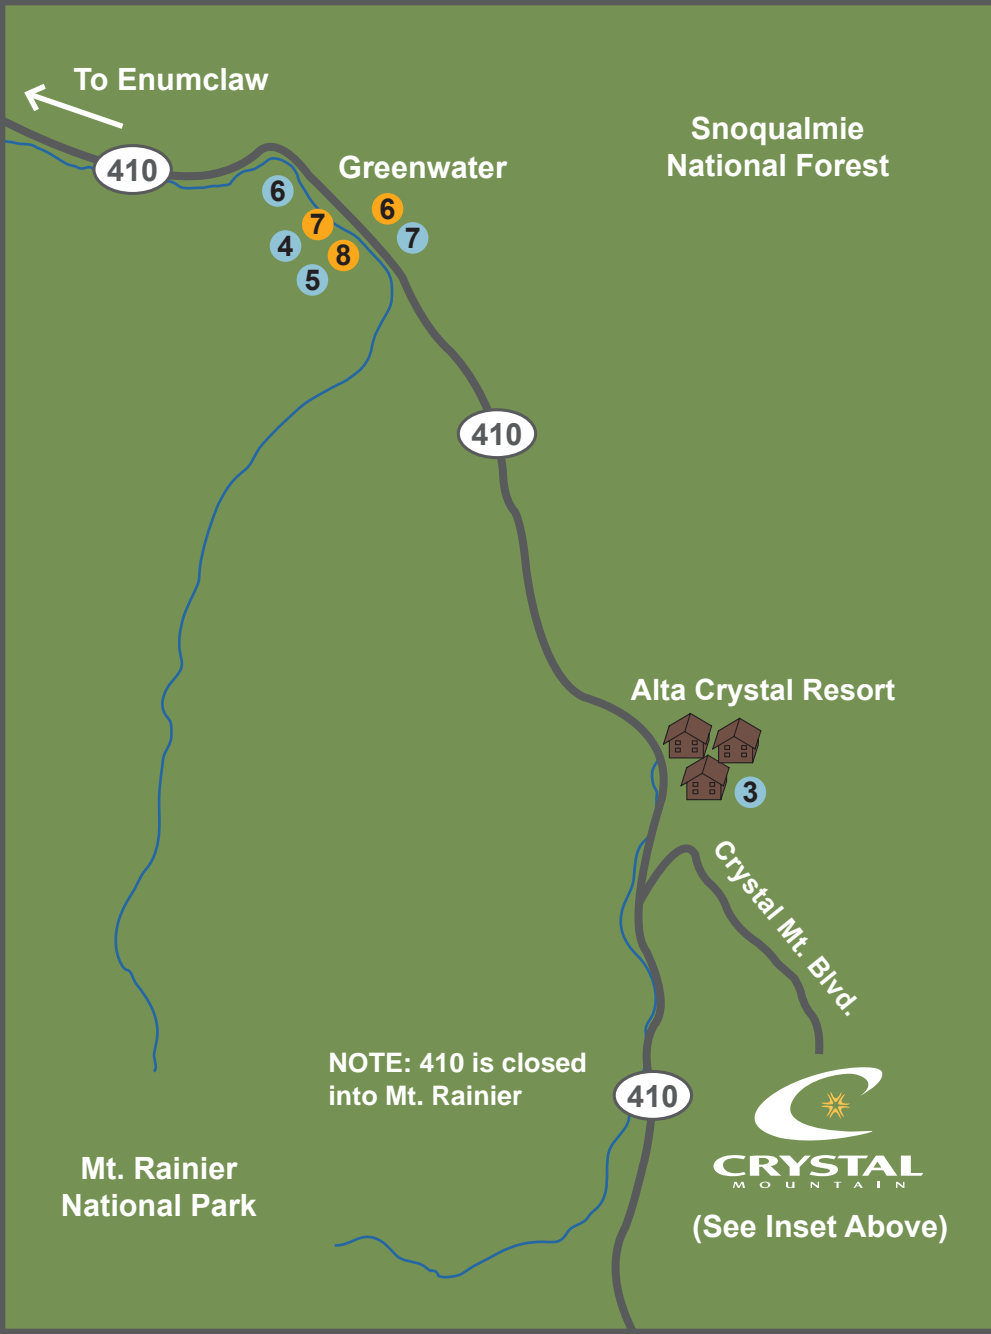 To Enumclaw
Snoqualmie
National Forest
410
Greenwater
6
6
7
7
4
8
5
410
Alta Crystal Resort
3
Crystal Mt. Blvd.
NOTE: 410 is closed
into Mt. Rainier
410
CRYSTAL
MOUNTAIN
Mt. Rainier
National Park
(See Inset Above)